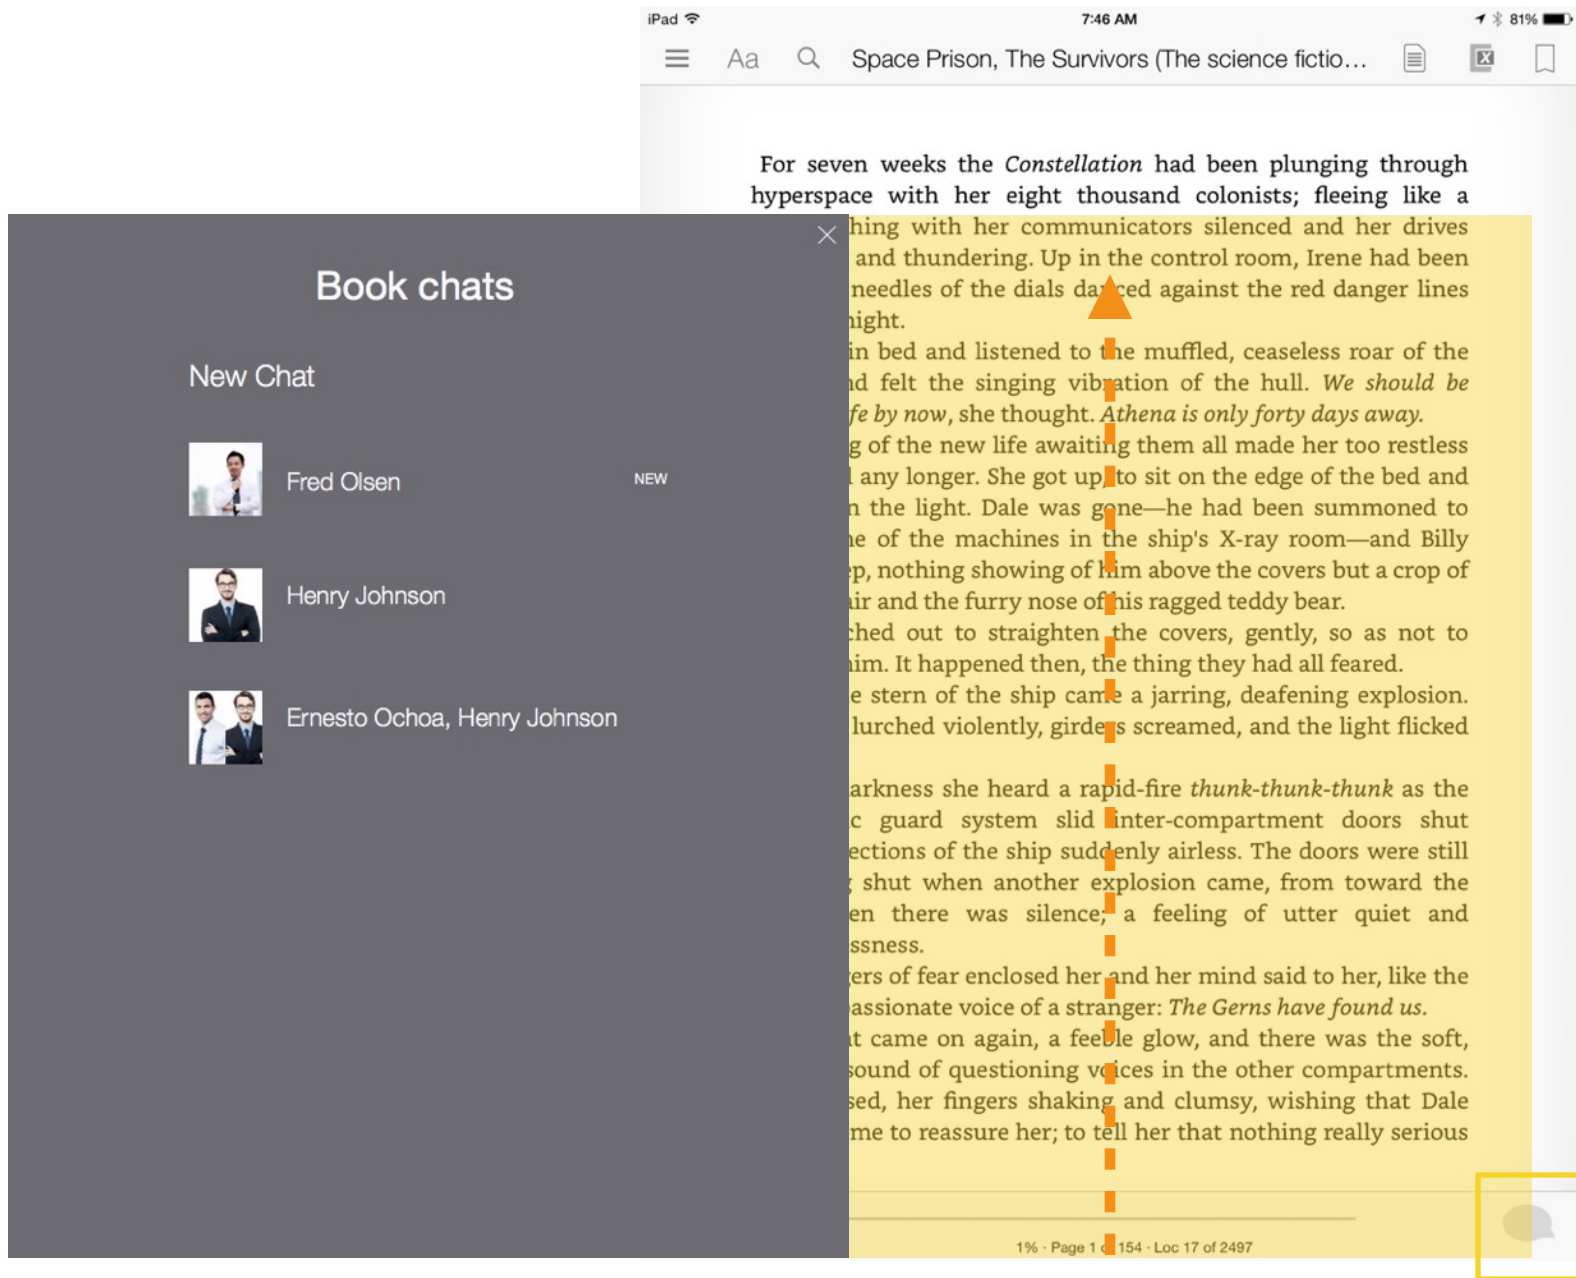 iPad
7:46 AM
81%
Aa
Space Prison, The Survivors (The science fictio…
For seven weeks the Constellation had been plunging through
hyperspace with her eight thousand colonists; fleeing like a
hing with her communicators silenced and her drives
and thundering. Up in the control room, Irene had been
needles of the dials danced against the red danger lines
night.
in bed and listened to the muffled, ceaseless roar of the
nd felt the singing vibration of the hull. We should be
fe by now, she thought. Athena is only forty days away.
g of the new life awaiting them all made her too restless
any longer. She got up, to sit on the edge of the bed and
n the light. Dale was gone—he had been summoned to
ne of the machines in the ship's X-ray room—and Billy
ep, nothing showing of him above the covers but a crop of
air and the furry nose of his ragged teddy bear.
ched out to straighten the covers, gently, so as not to
him. It happened then, the thing they had all feared.
e stern of the ship came a jarring, deafening explosion.
lurched violently, girders screamed, and the light flicked
arkness she heard a rapid-fire thunk-thunk-thunk as the
c guard system slid inter-compartment doors shut
ections of the ship suddenly airless. The doors were still
g shut when another explosion came, from toward the
en there was silence; a feeling of utter quiet and
ssness.
gers of fear enclosed her and her mind said to her, like the
passionate voice of a stranger: The Gerns have found us.
ht came on again, a feeble glow, and there was the soft,
sound of questioning voices in the other compartments.
sed, her fingers shaking and clumsy, wishing that Dale
me to reassure her; to tell her that nothing really serious
1% · Page 1 of 154 · Loc 17 of 2497
Book chats
New Chat
Fred Olsen
NEW
Henry Johnson
Ernesto Ochoa, Henry Johnson